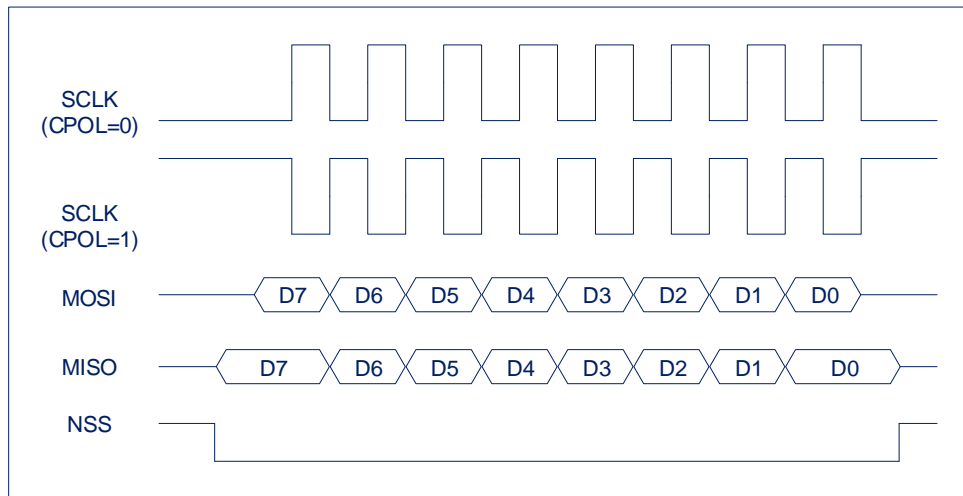 SCLK
(CPOL=0)
SCLK
(CPOL=1)
MOSI D7 D6 D5 D4 D3 D2 D1 D0
MISO D7 D6 D5 D4 D3 D2 D1 D0
NSS